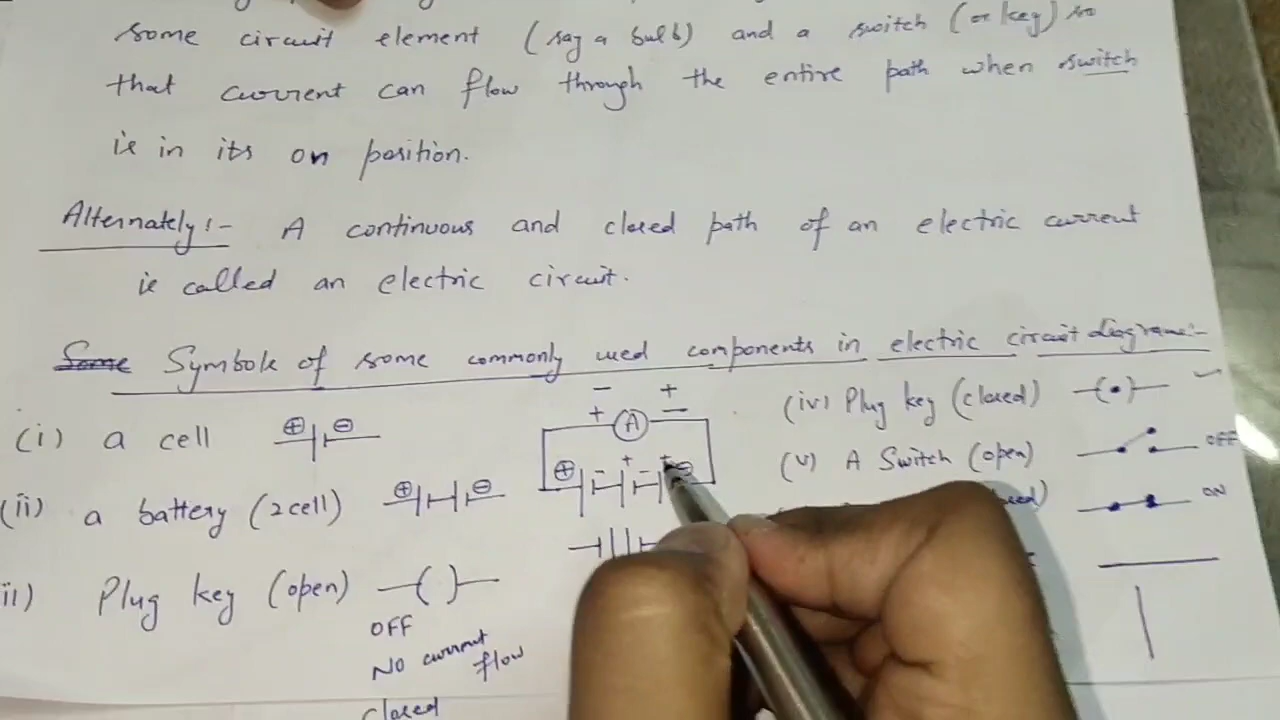 some circuit element (say a bulb) and a switch (or key) so
that current can flow through the entire path when switch
is in its on position.
Alternately :- A continuous and closed path of an electric current
is called an electric circuit.
Some Symbols of some commonly used components in electric circuit diagrams :-
(i) a cell ⊕ ⊖
(ii) a battery (2 cell) ⊕ ⊖
ii) Plug key (open)
OFF
NO current
flow
closed
− +
+ A −
⊕ − + − + ⊖
(iv) Plug key (closed)
(v) A Switch (open) OFF
ON